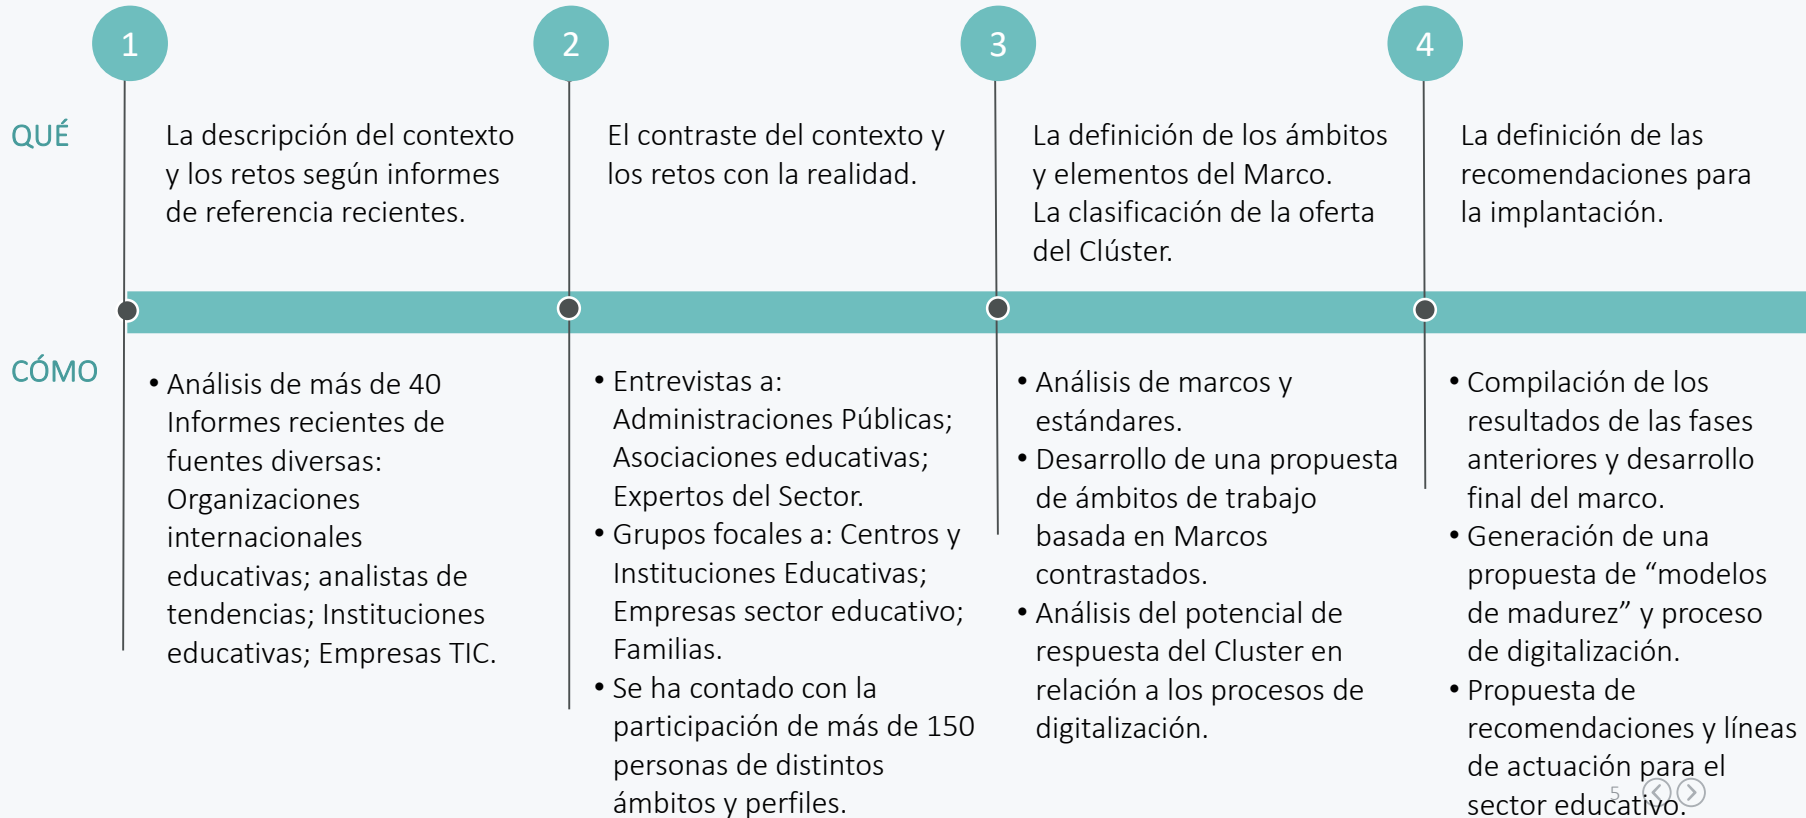 1
2
3
4
QUÉ
La descripción del contexto
y los retos según informes
de referencia recientes.
El contraste del contexto y
los retos con la realidad.
La definición de los ámbitos
y elementos del Marco.
La clasificación de la oferta
del Clúster.
La definición de las
recomendaciones para
la implantación.
CÓMO
• Análisis de más de 40
Informes recientes de
fuentes diversas:
Organizaciones
internacionales
educativas; analistas de
tendencias; Instituciones
educativas; Empresas TIC.
• Entrevistas a:
Administraciones Públicas;
Asociaciones educativas;
Expertos del Sector.
• Grupos focales a: Centros y
Instituciones Educativas;
Empresas sector educativo;
Familias.
• Se ha contado con la
participación de más de 150
personas de distintos
ámbitos y perfiles.
• Análisis de marcos y
estándares.
• Desarrollo de una propuesta
de ámbitos de trabajo
basada en Marcos
contrastados.
• Análisis del potencial de
respuesta del Cluster en
relación a los procesos de
digitalización.
• Compilación de los
resultados de las fases
anteriores y desarrollo
final del marco.
• Generación de una
propuesta de “modelos
de madurez” y proceso
de digitalización.
• Propuesta de
recomendaciones y líneas
de actuación para el
sector educativo.
5